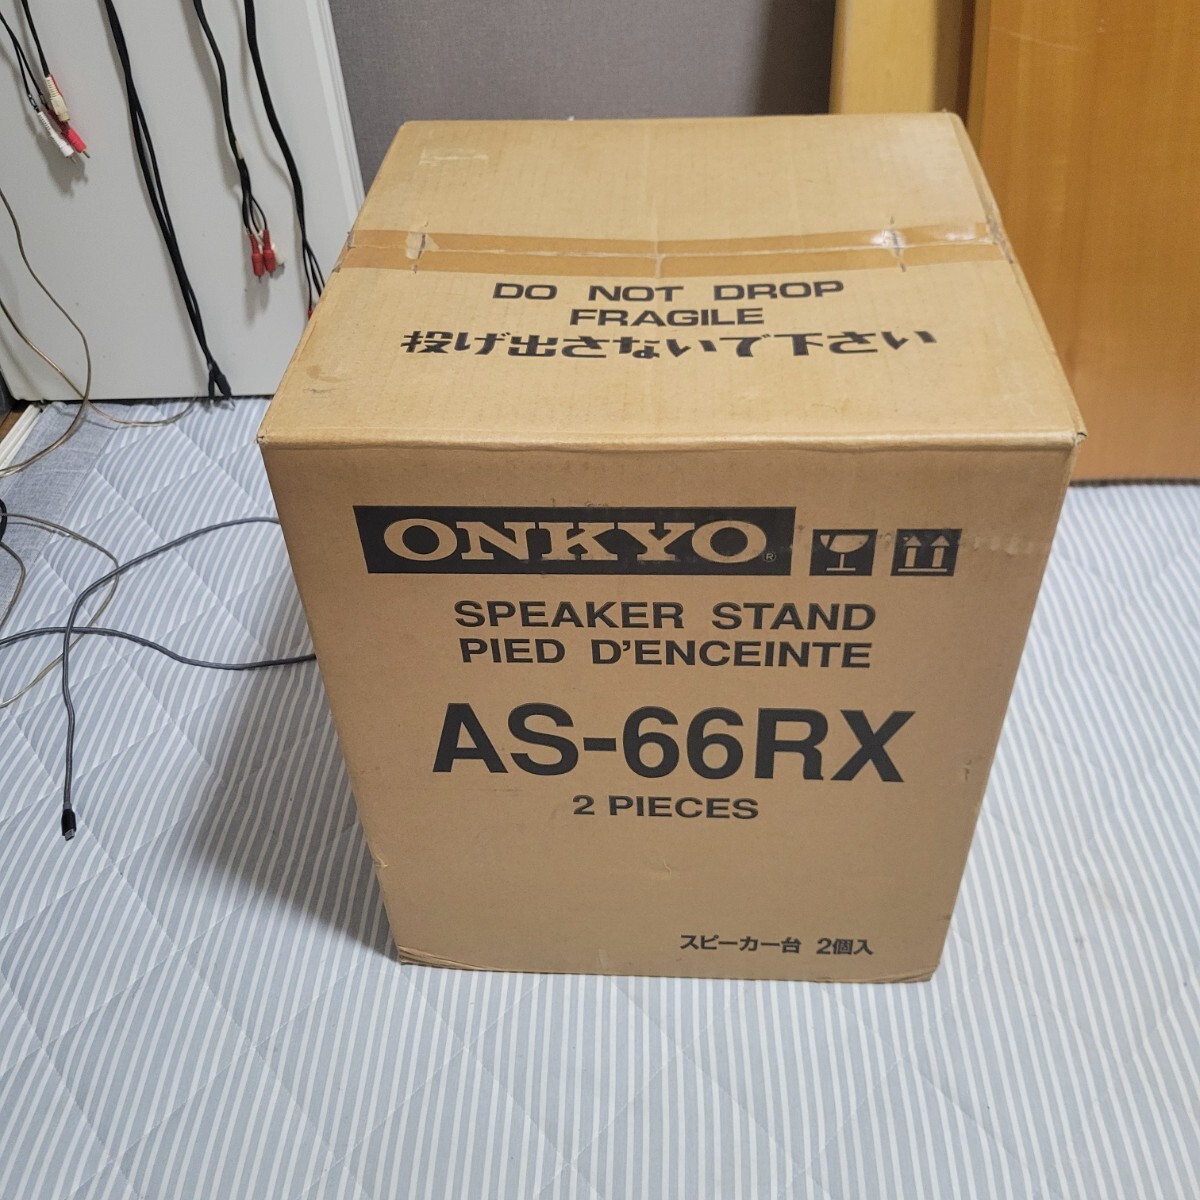 DO NOT DROP
FRAGILE
投げ出さないで下さい
ONKYO®
SPEAKER STAND
PIED D'ENCEINTE
AS-66RX
2 PIECES
スピーカー台 2個入